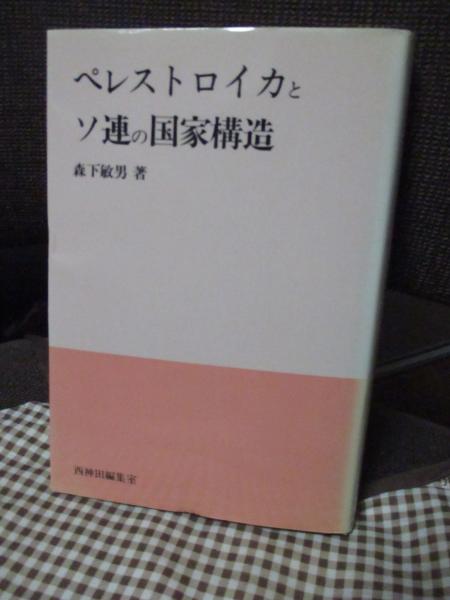 ペレストロイカと
ソ連の国家構造
森下敏男 著
西神田編集室